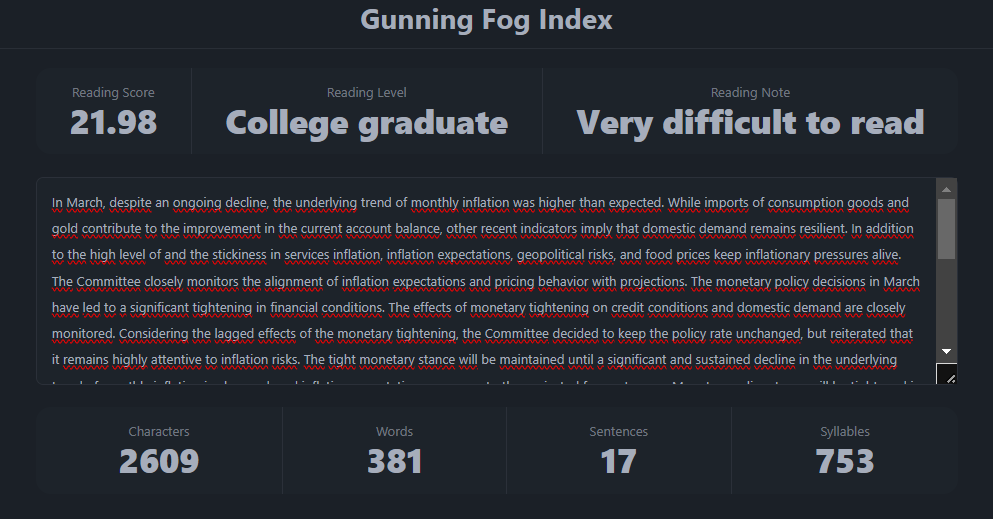 Gunning Fog Index
Reading Score
21.98
Reading Level
College graduate
Reading Note
Very difficult to read
In March, despite an ongoing decline, the underlying trend of monthly inflation was higher than expected. While imports of consumption goods and
gold contribute to the improvement in the current account balance, other recent indicators imply that domestic demand remains resilient. In addition
to the high level of and the stickiness in services inflation, inflation expectations, geopolitical risks, and food prices keep inflationary pressures alive.
The Committee closely monitors the alignment of inflation expectations and pricing behavior with projections. The monetary policy decisions in March
have led to a significant tightening in financial conditions. The effects of monetary tightening on credit conditions and domestic demand are closely
monitored. Considering the lagged effects of the monetary tightening, the Committee decided to keep the policy rate unchanged, but reiterated that
it remains highly attentive to inflation risks. The tight monetary stance will be maintained until a significant and sustained decline in the underlying
Characters
2609
Words
381
Sentences
17
Syllables
753